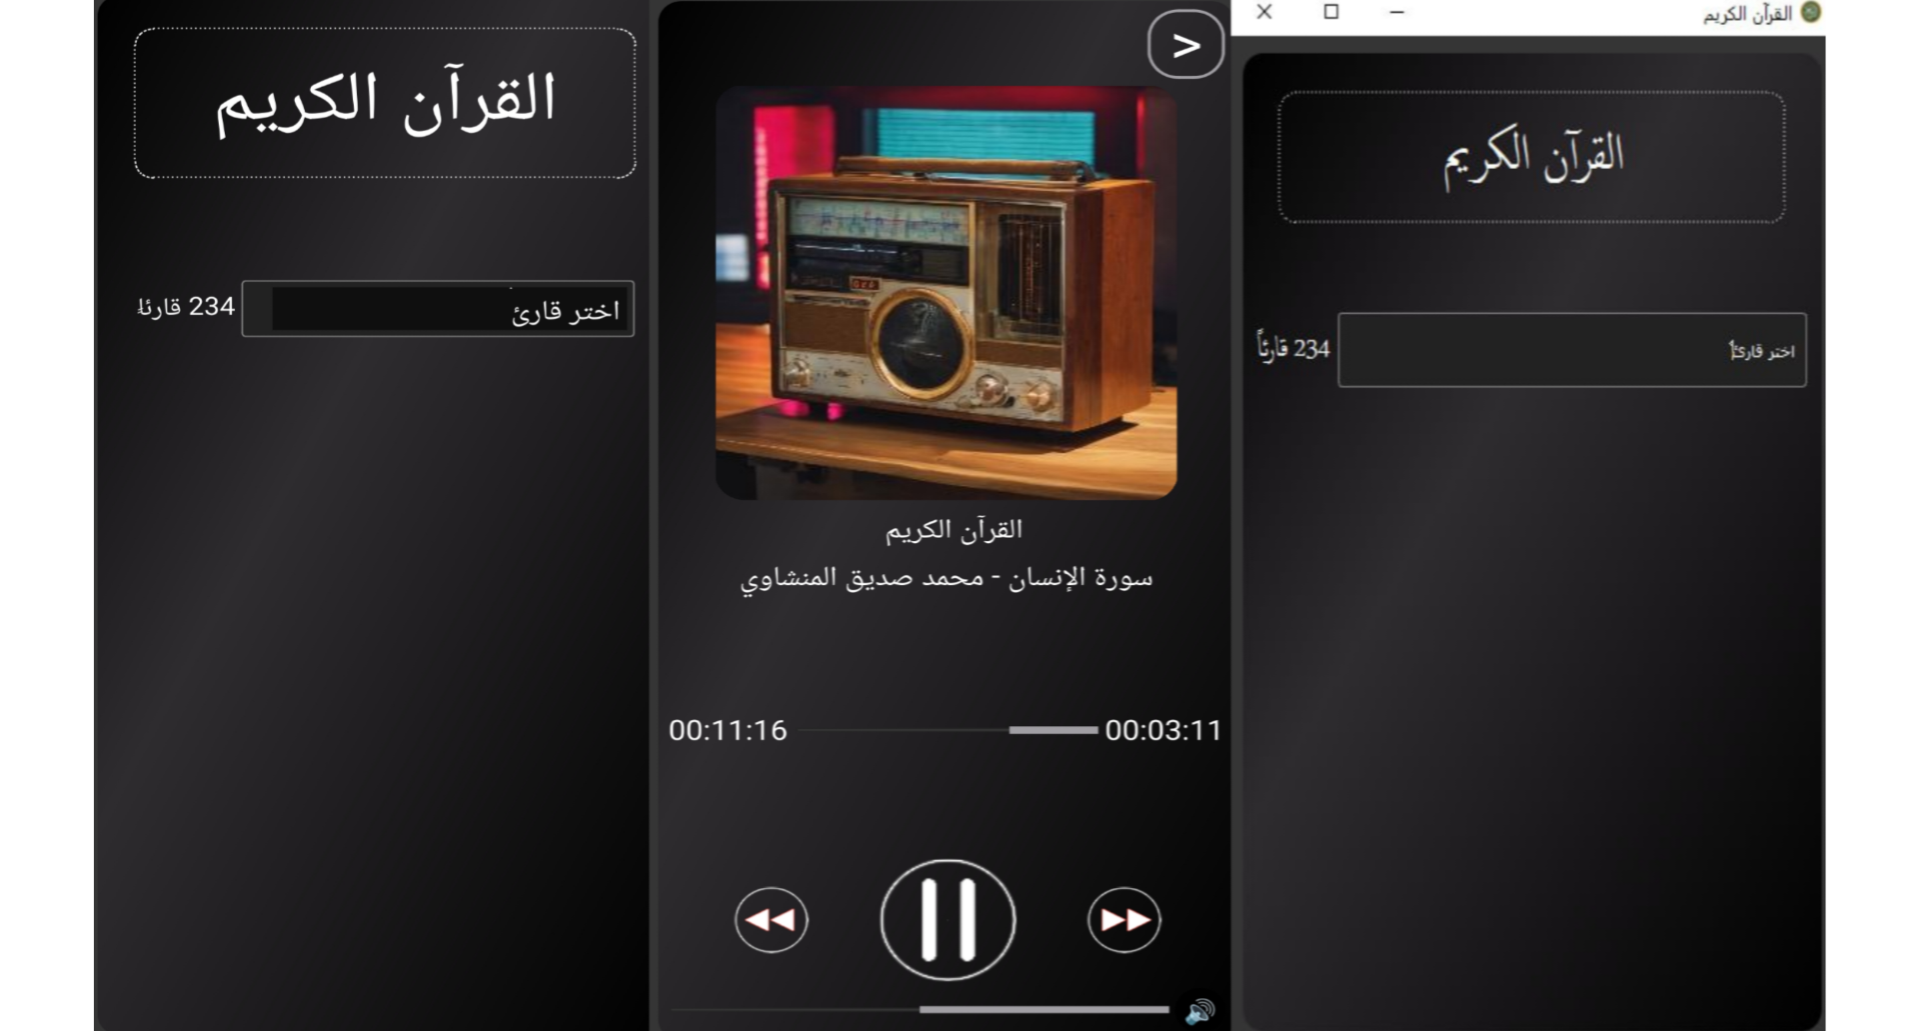 القرآن الكريم
اختر قارئ
234 قارئا
>
القرآن الكريم
سورة الإنسان - محمد صديق المنشاوي
00:03:11
00:11:16
القرآن الكريم
القرآن الكريم
اختر قارئاً
234 قارئاً